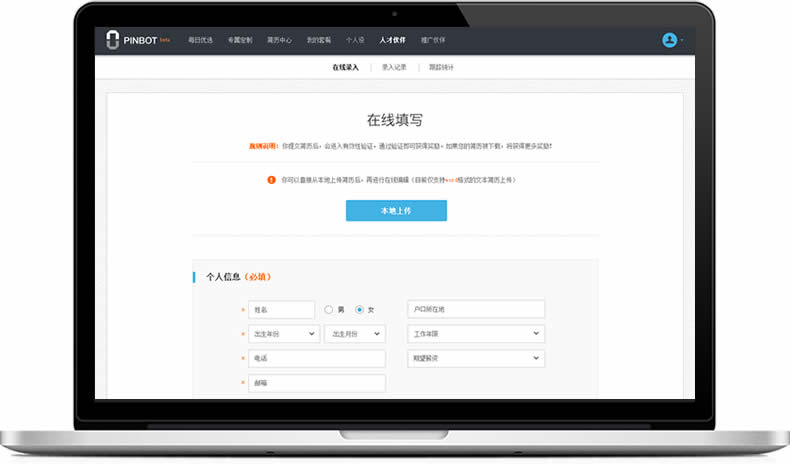 PINBOT beta 每日优选 专属定制 简历中心 我的套餐 个人设 人才伙伴 推广伙伴
在线录入 录入记录 跟踪统计
在线填写
规则说明：你提交简历后，会进入有效性验证，通过验证即可获得奖励。如果您的简历被下载，将获得更多奖励！
你可以直接从本地上传简历后，再进行在线编辑（目前仅支持word格式的文本简历上传）
本地上传
个人信息（必填）
* 姓名 男 女 户口所在地
* 出生年份 出生月份 工作年限
* 电话 期望薪资
* 邮箱